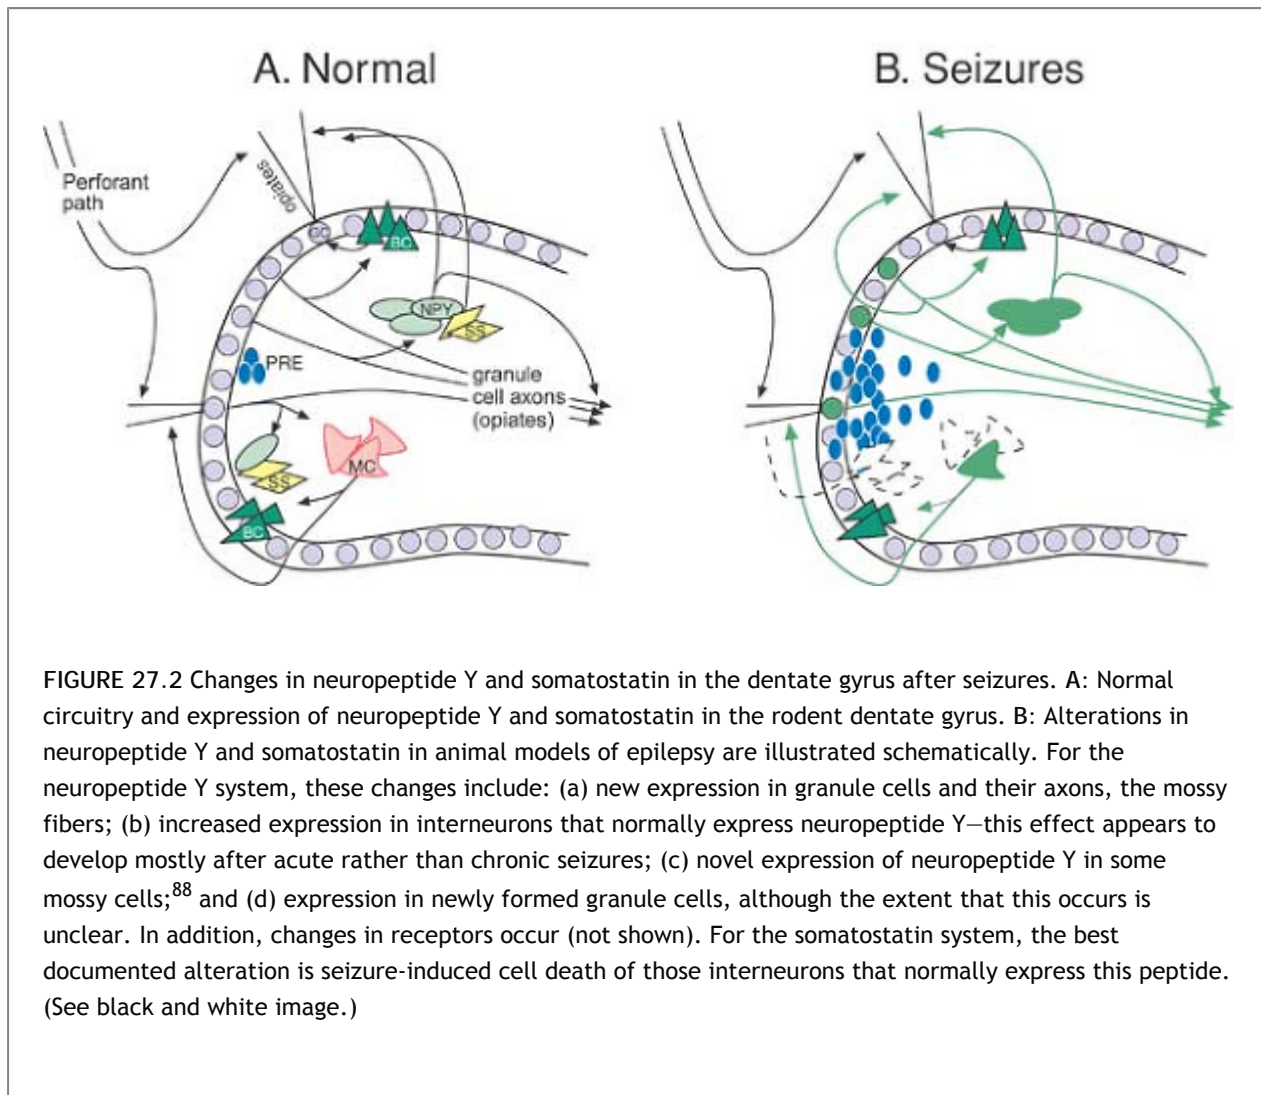 A. Normal
B. Seizures
Perforant
path
opiates
GC
BC
NPY
SS
PRE
granule
cell axons
(opiates)
MC
SS
BC
FIGURE 27.2 Changes in neuropeptide Y and somatostatin in the dentate gyrus after seizures. A: Normal
circuitry and expression of neuropeptide Y and somatostatin in the rodent dentate gyrus. B: Alterations in
neuropeptide Y and somatostatin in animal models of epilepsy are illustrated schematically. For the
neuropeptide Y system, these changes include: (a) new expression in granule cells and their axons, the mossy
fibers; (b) increased expression in interneurons that normally express neuropeptide Y—this effect appears to
develop mostly after acute rather than chronic seizures; (c) novel expression of neuropeptide Y in some
mossy cells;88 and (d) expression in newly formed granule cells, although the extent that this occurs is
unclear. In addition, changes in receptors occur (not shown). For the somatostatin system, the best
documented alteration is seizure-induced cell death of those interneurons that normally express this peptide.
(See black and white image.)